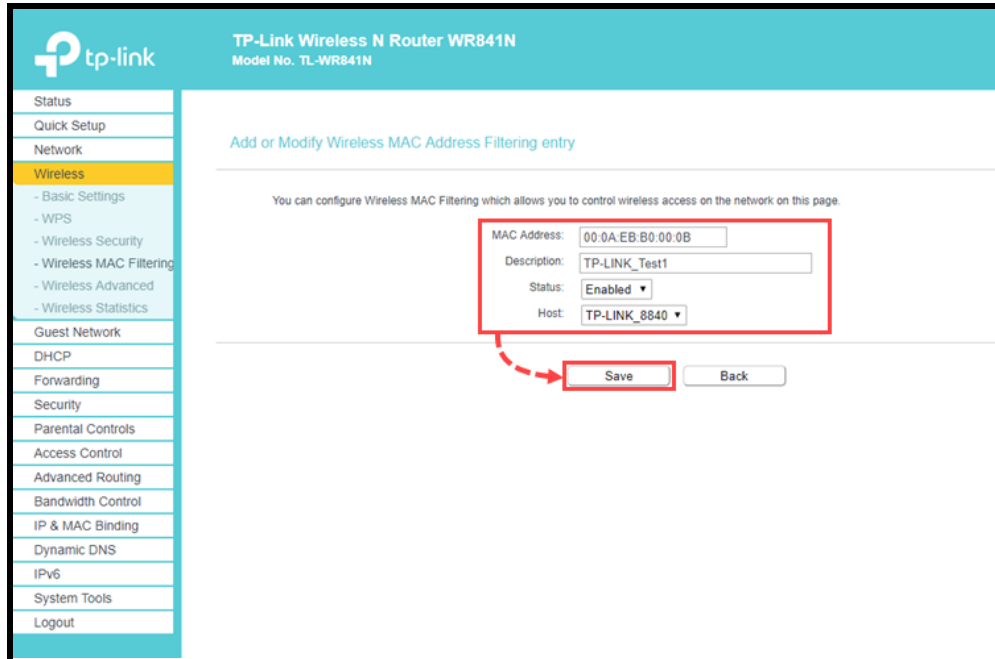 tp-link
TP-Link Wireless N Router WR841N
Model No. TL-WR841N
Status
Quick Setup
Network
Wireless
- Basic Settings
- WPS
- Wireless Security
- Wireless MAC Filtering
- Wireless Advanced
- Wireless Statistics
Guest Network
DHCP
Forwarding
Security
Parental Controls
Access Control
Advanced Routing
Bandwidth Control
IP & MAC Binding
Dynamic DNS
IPv6
System Tools
Logout
Add or Modify Wireless MAC Address Filtering entry
You can configure Wireless MAC Filtering which allows you to control wireless access on the network on this page.
MAC Address: 00:0A:EB:B0:00:0B
Description: TP-LINK_Test1
Status: Enabled
Host: TP-LINK_8840
Save Back